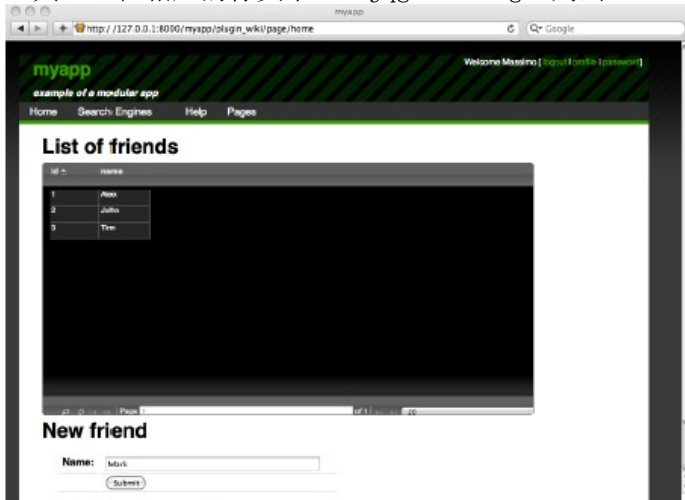 myapp
http://127.0.0.1:8000/myapp/plugin_wiki/page/home
Google
Welcome Massimo [ logout | profile | password ]
myapp
example of a modular app
Home Search Engines Help Pages
List of friends
id name
1 Alex
2 John
3 Tim
Page 1 of 1 20
New friend
Name: Mark
Submit